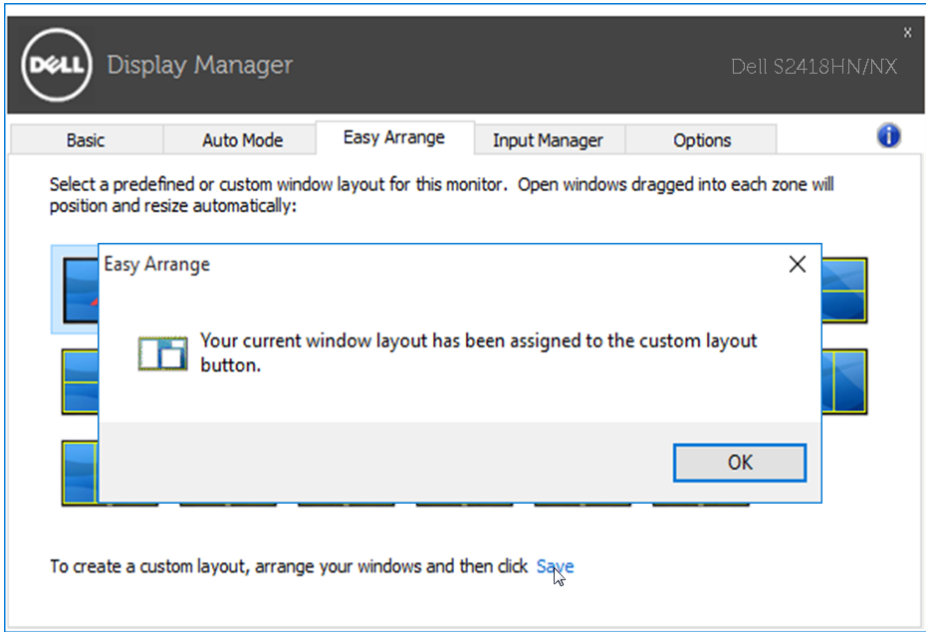 DELL
Display Manager
x
Dell S2418HN/NX
Basic
Auto Mode
Easy Arrange
Input Manager
Options
i
Select a predefined or custom window layout for this monitor. Open windows dragged into each zone will
position and resize automatically:
Easy Arrange
Your current window layout has been assigned to the custom layout
button.
OK
To create a custom layout, arrange your windows and then click Save